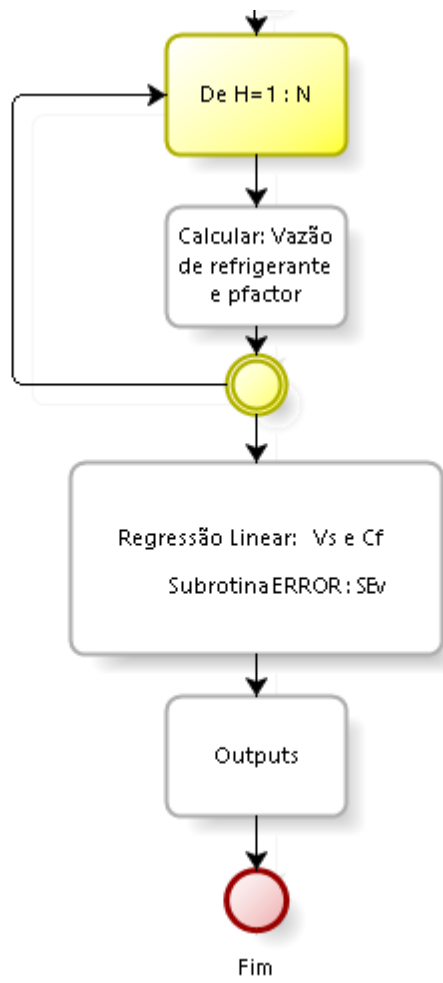 De H=1 : N
Calcular: Vazão
de refrigerante
e pfactor
Regressão Linear: Vs e Cf
Subrotina ERROR : SEv
Outputs
Fim